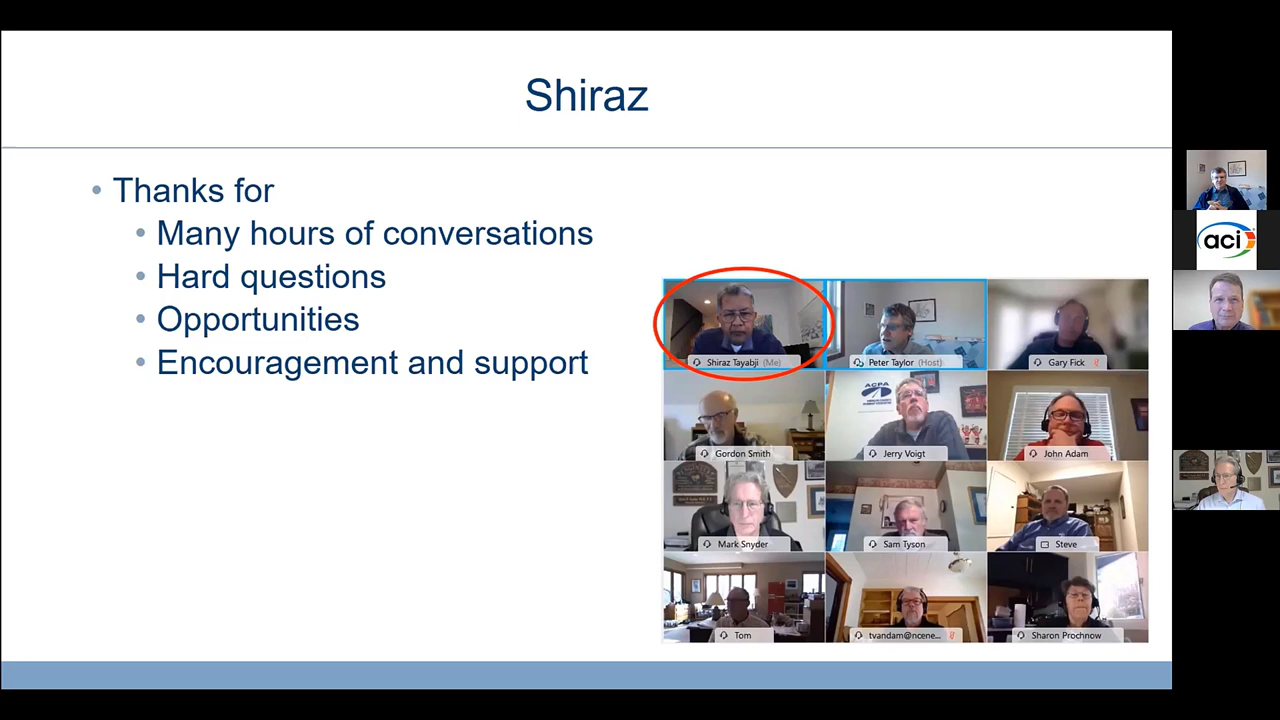 Shiraz
• Thanks for
• Many hours of conversations
• Hard questions
• Opportunities
• Encouragement and support
Shiraz Tayabji (Me)
Peter Taylor (Host)
Gary Fick
Gordon Smith
Jerry Voigt
John Adam
Mark Snyder
Sam Tyson
Steve
Tom
tvandam@ncene...
Sharon Prochnow
ACPA
aci